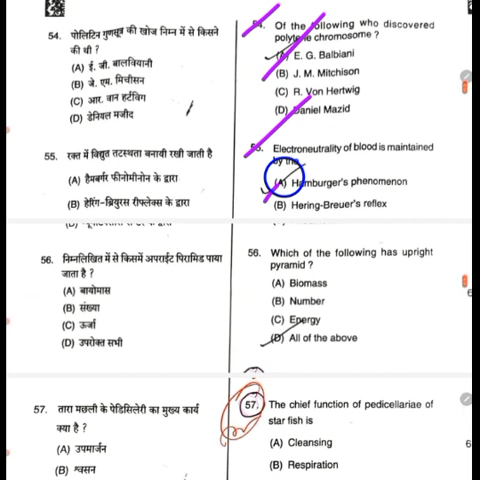 54. पोलिटिन गुणसूत्र की खोज निम्न में से किसने
की थी ?
(A) ई. जी. बालवियानी
(B) जे. एम. मिचीसन
(C) आर. वान हर्टविग
(D) डेनियल मजीद
55. रक्त में विद्युत तटस्थता बनायी रखी जाती है
(A) हैमबर्गर फीनोमीनोन के द्वारा
(B) हेरिंग-ब्रियुरस रीफ्लेक्स के द्वारा
56. निम्नलिखित में से किसमें अपराईट पिरामिड पाया
जाता है ?
(A) बायोमास
(B) संख्या
(C) ऊर्जा
(D) उपरोक्त सभी
57. तारा मछली के पेडिसिलेरी का मुख्य कार्य
क्या है ?
(A) उपमार्जन
(B) श्वसन
54. Of the following who discovered
polytene chromosome ?
(A) E. G. Balbiani
(B) J. M. Mitchison
(C) R. Von Hertwig
(D) Daniel Mazid
55. Electroneutrality of blood is maintained
by the
(A) Hamburger's phenomenon
(B) Hering-Breuer's reflex
56. Which of the following has upright
pyramid ?
(A) Biomass
(B) Number
(C) Energy
(D) All of the above
57. The chief function of pedicellariae of
star fish is
(A) Cleansing
(B) Respiration